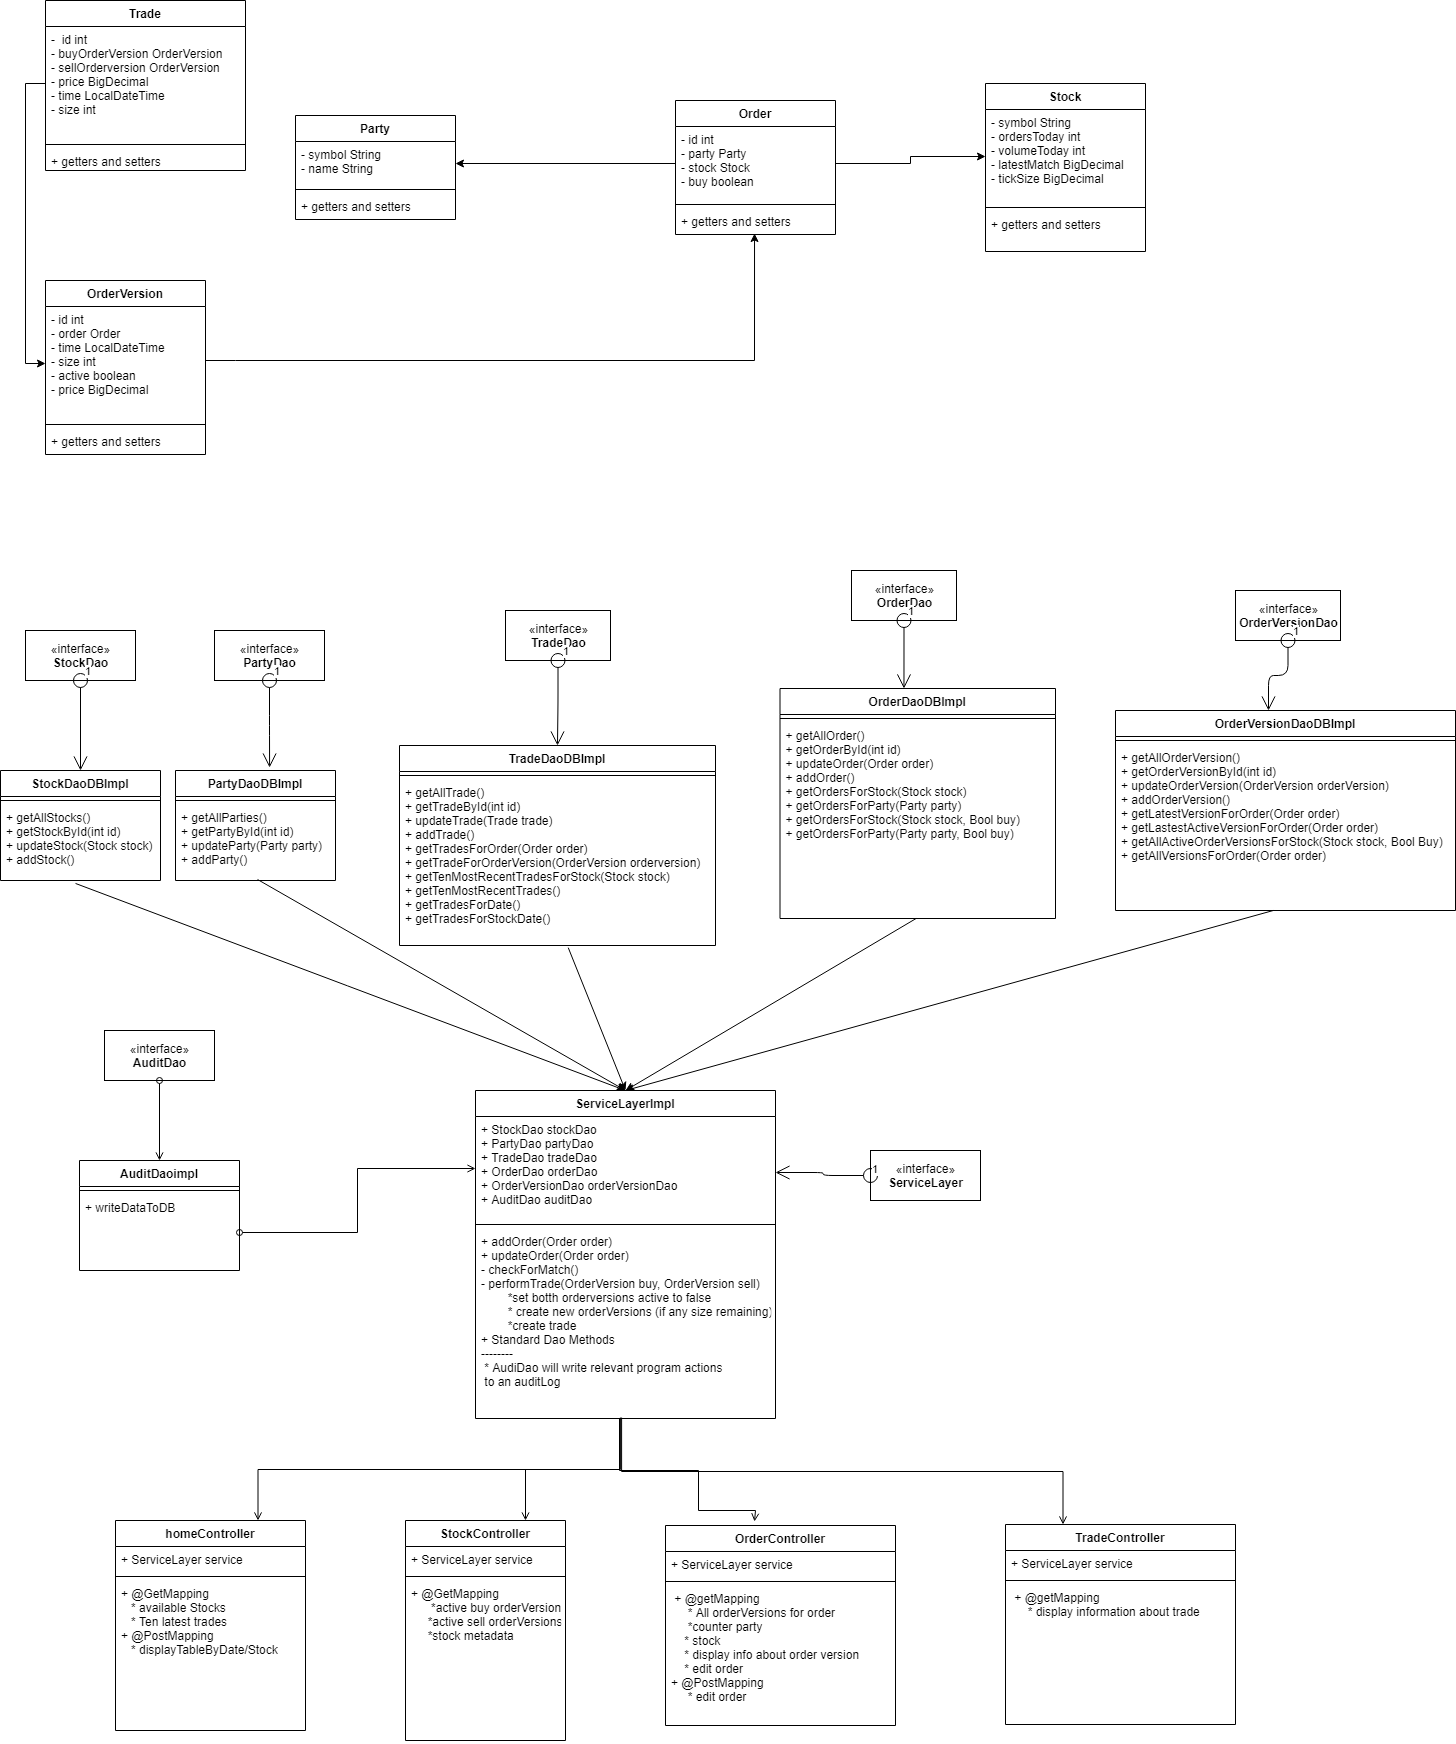 Trade
-  id int
- buyOrderVersion OrderVersion
- sellOrderversion OrderVersion
- price BigDecimal
- time LocalDateTime
- size int
+ getters and setters
Party
- symbol String
- name String
+ getters and setters
Order
- id int
- party Party
- stock Stock
- buy boolean
+ getters and setters
Stock
- symbol String
- ordersToday int
- volumeToday int
- latestMatch BigDecimal
- tickSize BigDecimal
+ getters and setters
OrderVersion
- id int
- order Order
- time LocalDateTime
- size int
- active boolean
- price BigDecimal
+ getters and setters
«interface»
StockDao
1
«interface»
PartyDao
1
«interface»
TradeDao
1
«interface»
OrderDao
1
«interface»
OrderVersionDao
1
StockDaoDBImpl
+ getAllStocks()
+ getStockById(int id)
+ updateStock(Stock stock)
+ addStock()
PartyDaoDBImpl
+ getAllParties()
+ getPartyById(int id)
+ updateParty(Party party)
+ addParty()
TradeDaoDBImpl
+ getAllTrade()
+ getTradeById(int id)
+ updateTrade(Trade trade)
+ addTrade()
+ getTradesForOrder(Order order)
+ getTradeForOrderVersion(OrderVersion orderversion)
+ getTenMostRecentTradesForStock(Stock stock)
+ getTenMostRecentTrades()
+ getTradesForDate()
+ getTradesForStockDate()
OrderDaoDBImpl
+ getAllOrder()
+ getOrderById(int id)
+ updateOrder(Order order)
+ addOrder()
+ getOrdersForStock(Stock stock)
+ getOrdersForParty(Party party)
+ getOrdersForStock(Stock stock, Bool buy)
+ getOrdersForParty(Party party, Bool buy)
OrderVersionDaoDBImpl
+ getAllOrderVersion()
+ getOrderVersionById(int id)
+ updateOrderVersion(OrderVersion orderVersion)
+ addOrderVersion()
+ getLatestVersionForOrder(Order order)
+ getLastestActiveVersionForOrder(Order order)
+ getAllActiveOrderVersionsForStock(Stock stock, Bool Buy)
+ getAllVersionsForOrder(Order order)
«interface»
AuditDao
AuditDaoimpl
+ writeDataToDB
ServiceLayerImpl
+ StockDao stockDao
+ PartyDao partyDao
+ TradeDao tradeDao
+ OrderDao orderDao
+ OrderVersionDao orderVersionDao
+ AuditDao auditDao
+ addOrder(Order order)
+ updateOrder(Order order)
- checkForMatch()
- performTrade(OrderVersion buy, OrderVersion sell)
*set botth orderversions active to false
* create new orderVersions (if any size remaining)
*create trade
+ Standard Dao Methods
--------
* AudiDao will write relevant program actions
to an auditLog
1
«interface»
ServiceLayer
homeController
+ ServiceLayer service
+ @GetMapping
* available Stocks
* Ten latest trades
+ @PostMapping
* displayTableByDate/Stock
StockController
+ ServiceLayer service
+ @GetMapping
*active buy orderVersion
*active sell orderVersions
*stock metadata
OrderController
+ ServiceLayer service
+ @getMapping
* All orderVersions for order
*counter party
* stock
* display info about order version
* edit order
+ @PostMapping
* edit order
TradeController
+ ServiceLayer service
+ @getMapping
* display information about trade